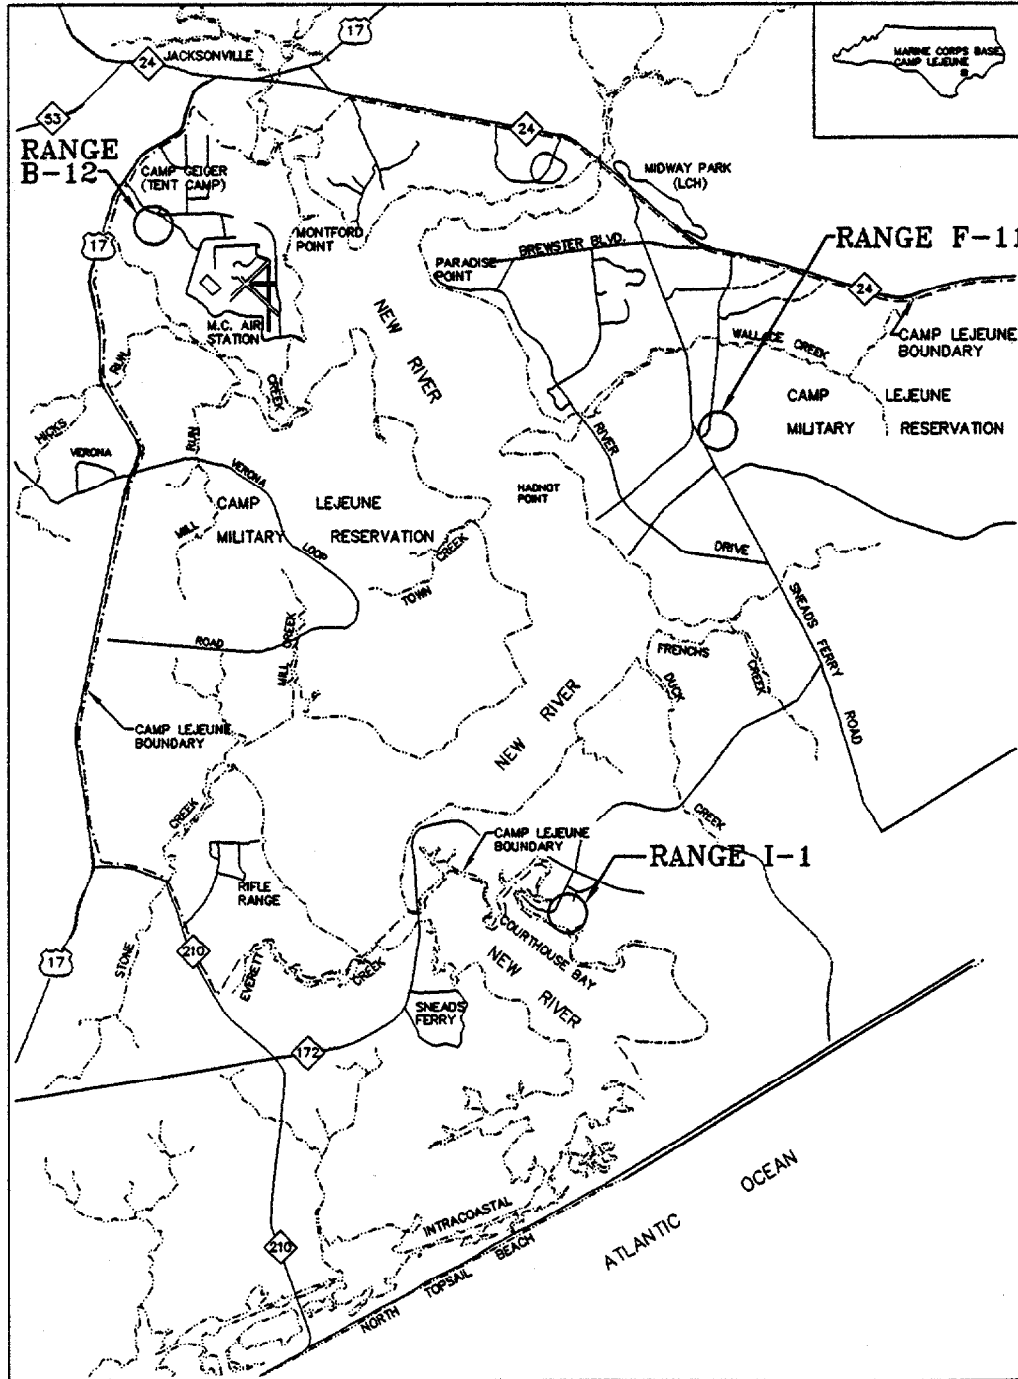 17
JACKSONVILLE
24
MARINE CORPS BASE
CAMP LEJEUNE
53
RANGE
B-12
24
CAMP GEIGER
(TENT CAMP)
MIDWAY PARK
(LCH)
17
MONTFORD
POINT
BREWSTER BLVD.
RANGE F-11
PARADISE
POINT
24
NEW
RIVER
M.C. AIR
STATION
WALLACE CREEK
CAMP LEJEUNE
BOUNDARY
RUN
CREEK
CAMP LEJEUNE
MILITARY RESERVATION
HICKS
RUN
RIVER
VERONA
VERONA
HADNOT
POINT
CAMP LEJEUNE
MILITARY RESERVATION
MILL
LOOP
CREEK
TOWN
DRIVE
SNEADS FERRY
ROAD
ROAD
MILL CREEK
FRENCHS
CREEK
DUCK
NEW RIVER
CAMP LEJEUNE
BOUNDARY
CREEK
CREEK
CAMP LEJEUNE
BOUNDARY
RANGE I-1
RIFLE
RANGE
COURTHOUSE BAY
210
17
STONE
EVERETT
CREEK
NEW
RIVER
SNEADS
FERRY
172
OCEAN
ATLANTIC
INTRACOASTAL
210
NORTH TOPSAIL BEACH